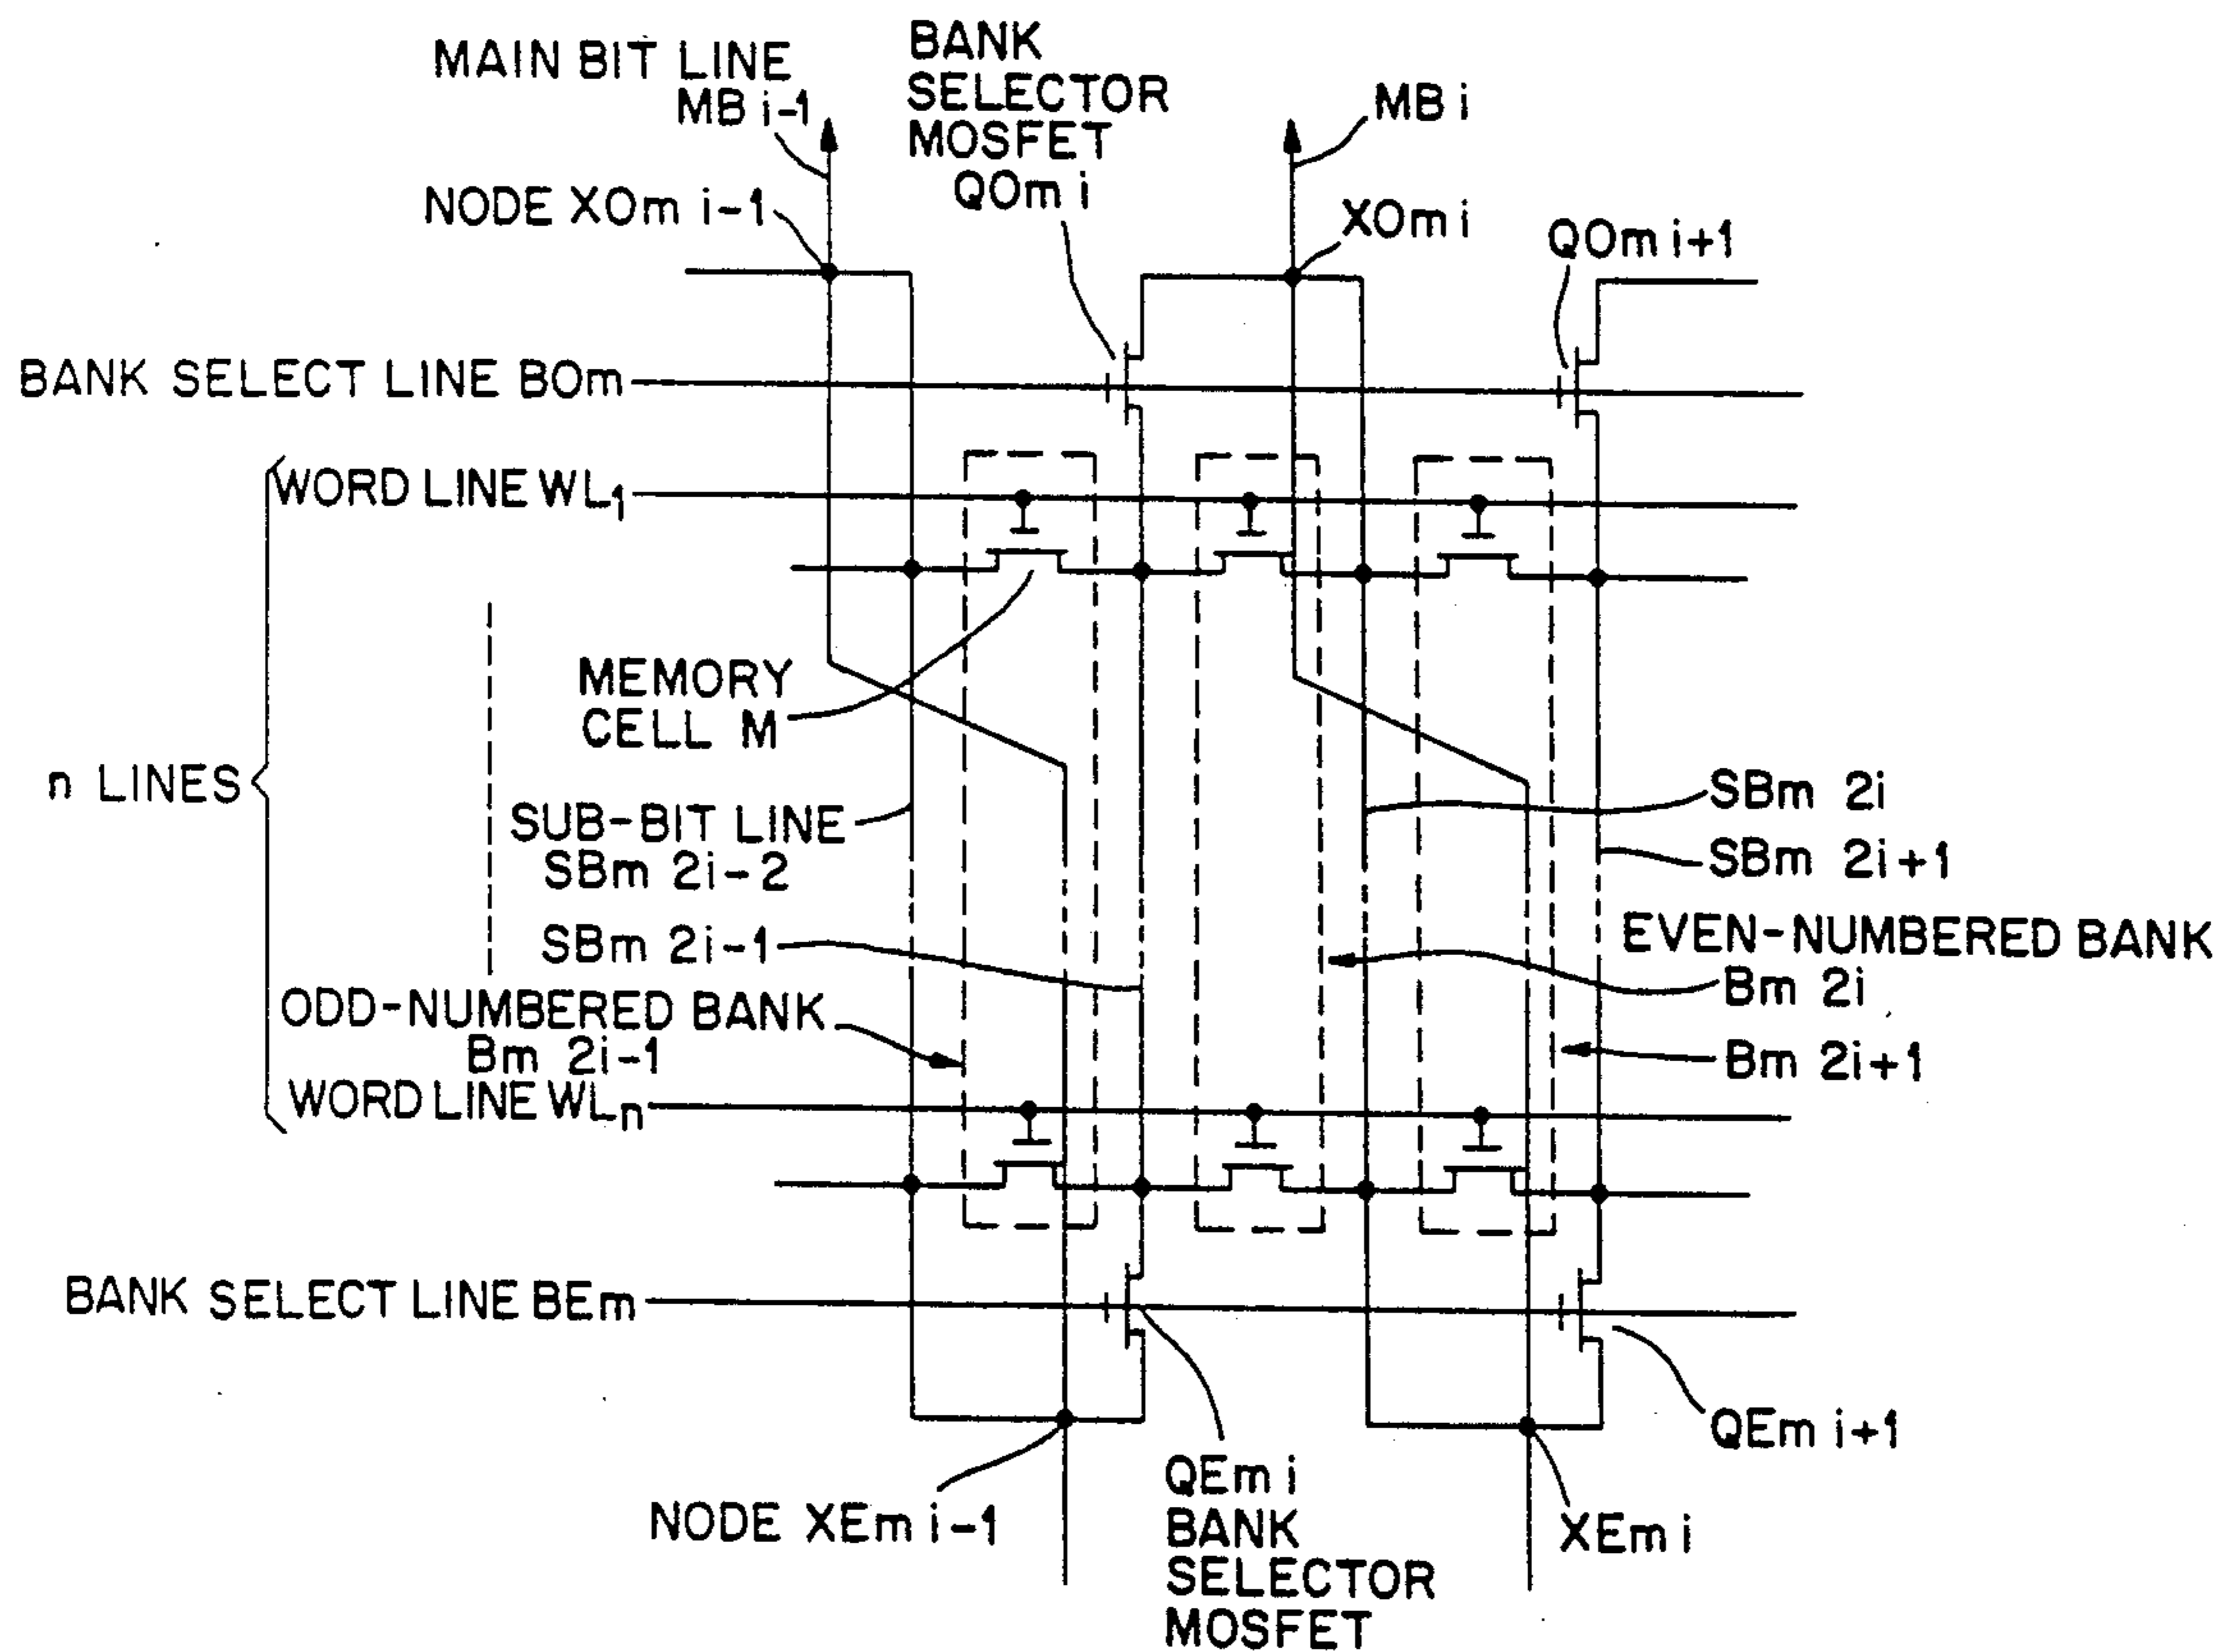 MAIN BIT LINE
MB i-1
BANK
SELECTOR
MOSFET
QOm i
MB i
NODE XOm i-1
XOm i
QOm i+1
BANK SELECT LINE BOm
WORD LINE WL1
MEMORY
CELL M
n LINES
SUB-BIT LINE
SBm 2i-2
SBm 2i
SBm 2i+1
SBm 2i-1
EVEN-NUMBERED BANK
Bm 2i
ODD-NUMBERED BANK
Bm 2i-1
Bm 2i+1
WORD LINE WLn
BANK SELECT LINE BEm
QEm i+1
NODE XEm i-1
QEm i
BANK
SELECTOR
MOSFET
XEm i